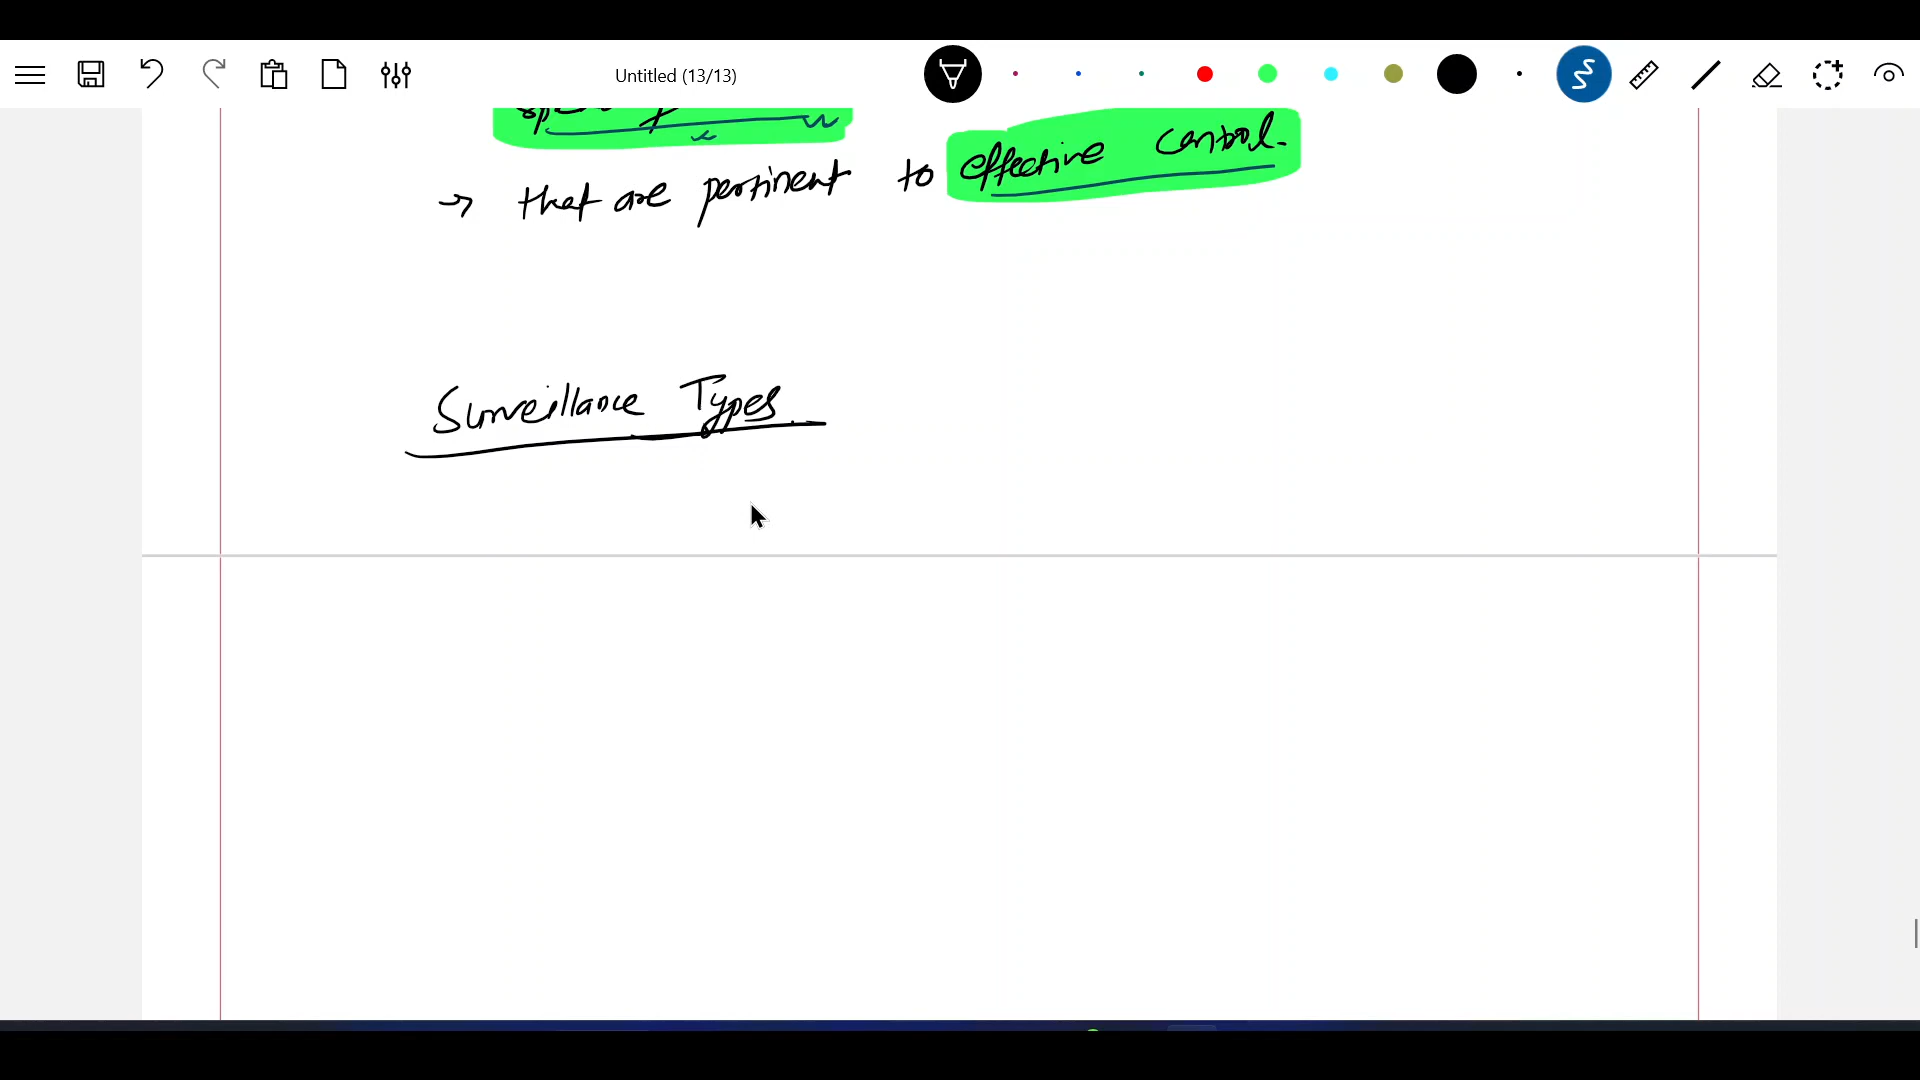 Untitled (13/13)
→ that are pertinent to effective control.
Surveillance Types